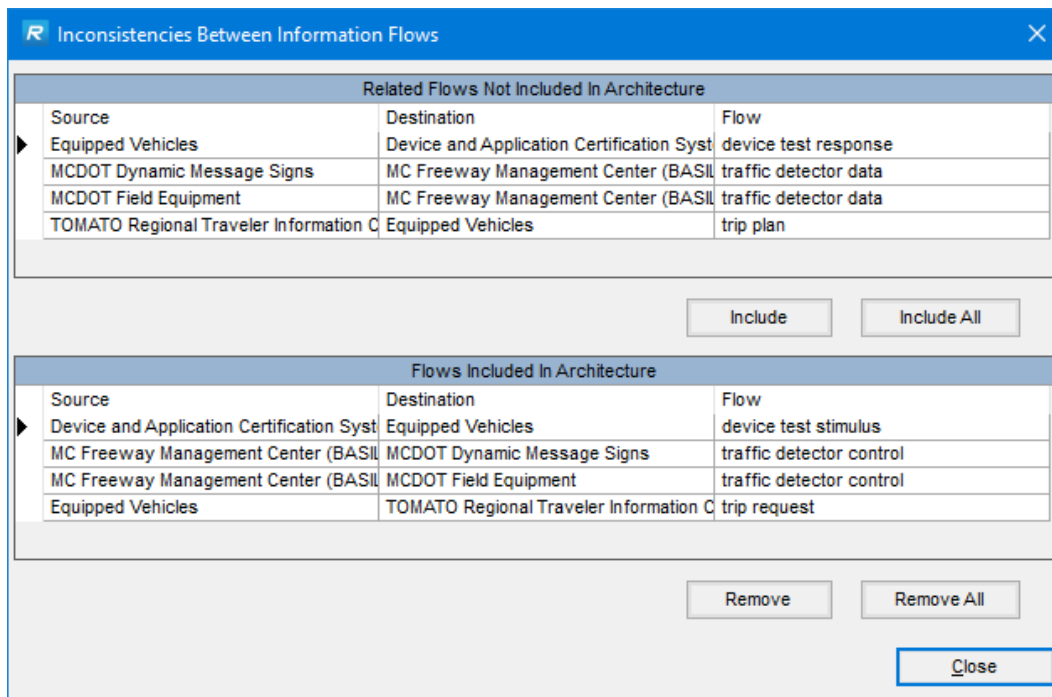 R Inconsistencies Between Information Flows
Related Flows Not Included In Architecture
Source Destination Flow
Equipped Vehicles Device and Application Certification Syst device test response
MCDOT Dynamic Message Signs MC Freeway Management Center (BASIL traffic detector data
MCDOT Field Equipment MC Freeway Management Center (BASIL traffic detector data
TOMATO Regional Traveler Information C Equipped Vehicles trip plan
Include Include All
Flows Included In Architecture
Source Destination Flow
Device and Application Certification Syst Equipped Vehicles device test stimulus
MC Freeway Management Center (BASIL MCDOT Dynamic Message Signs traffic detector control
MC Freeway Management Center (BASIL MCDOT Field Equipment traffic detector control
Equipped Vehicles TOMATO Regional Traveler Information C trip request
Remove Remove All
Close